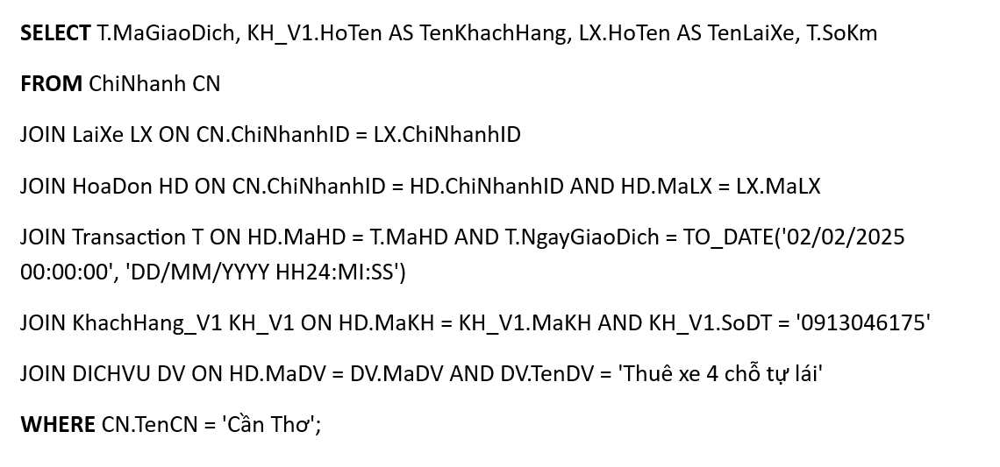 SELECT T.MaGiaoDich, KH_V1.HoTen AS TenKhachHang, LX.HoTen AS TenLaiXe, T.SoKm
FROM ChiNhanh CN
JOIN LaiXe LX ON CN.ChiNhanhID = LX.ChiNhanhID
JOIN HoaDon HD ON CN.ChiNhanhID = HD.ChiNhanhID AND HD.MaLX = LX.MaLX
JOIN Transaction T ON HD.MaHD = T.MaHD AND T.NgayGiaoDich = TO_DATE('02/02/2025
00:00:00', 'DD/MM/YYYY HH24:MI:SS')
JOIN KhachHang_V1 KH_V1 ON HD.MaKH = KH_V1.MaKH AND KH_V1.SoDT = '0913046175'
JOIN DICHVU DV ON HD.MaDV = DV.MaDV AND DV.TenDV = 'Thuê xe 4 chỗ tự lái'
WHERE CN.TenCN = 'Cần Thơ';